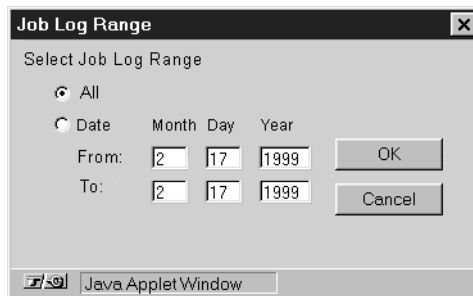 Job Log Range
Select Job Log Range
All
Date Month Day Year
From: 2 17 1999 OK
To: 2 17 1999 Cancel
Java Applet Window